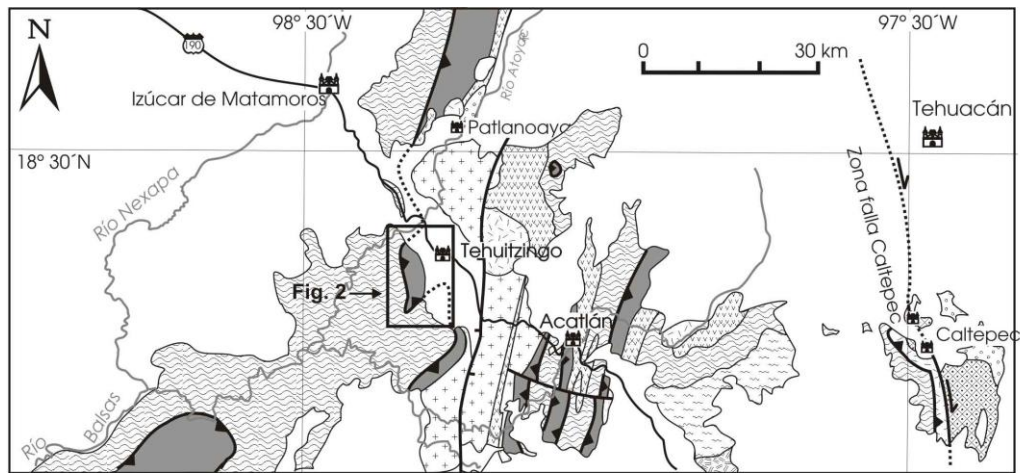 N
98° 30´W
97° 30´W
190
0
30 km
Izúcar de Matamoros
Río Atoyac
Patlanoaya
Tehuacán
18° 30´N
Río Nexapa
Zona falla Caltepec
Tehuitzingo
Fig. 2
Acatlán
Caltepec
Río Balsas